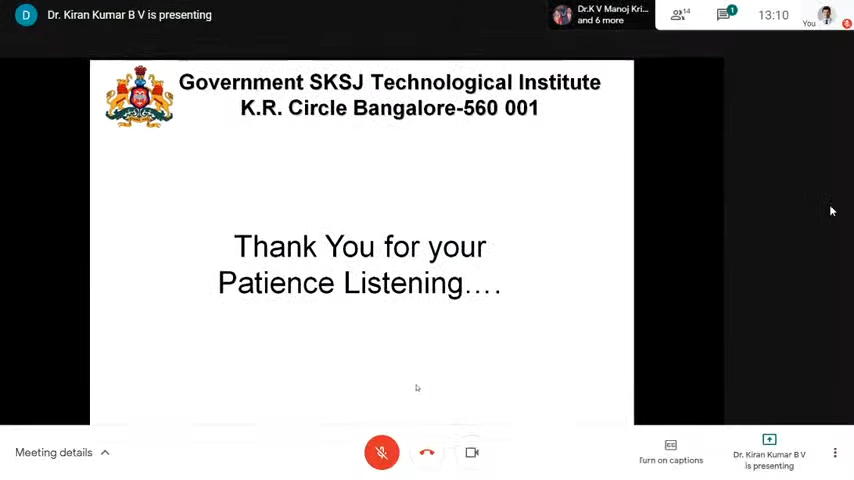 D
Dr. Kiran Kumar B V is presenting
Dr.K V Manoj Kri...
and 6 more
14
1
13:10
You
Government SKSJ Technological Institute
K.R. Circle Bangalore-560 001
Thank You for your
Patience Listening....
Meeting details
CC
Turn on captions
Dr. Kiran Kumar B V
is presenting